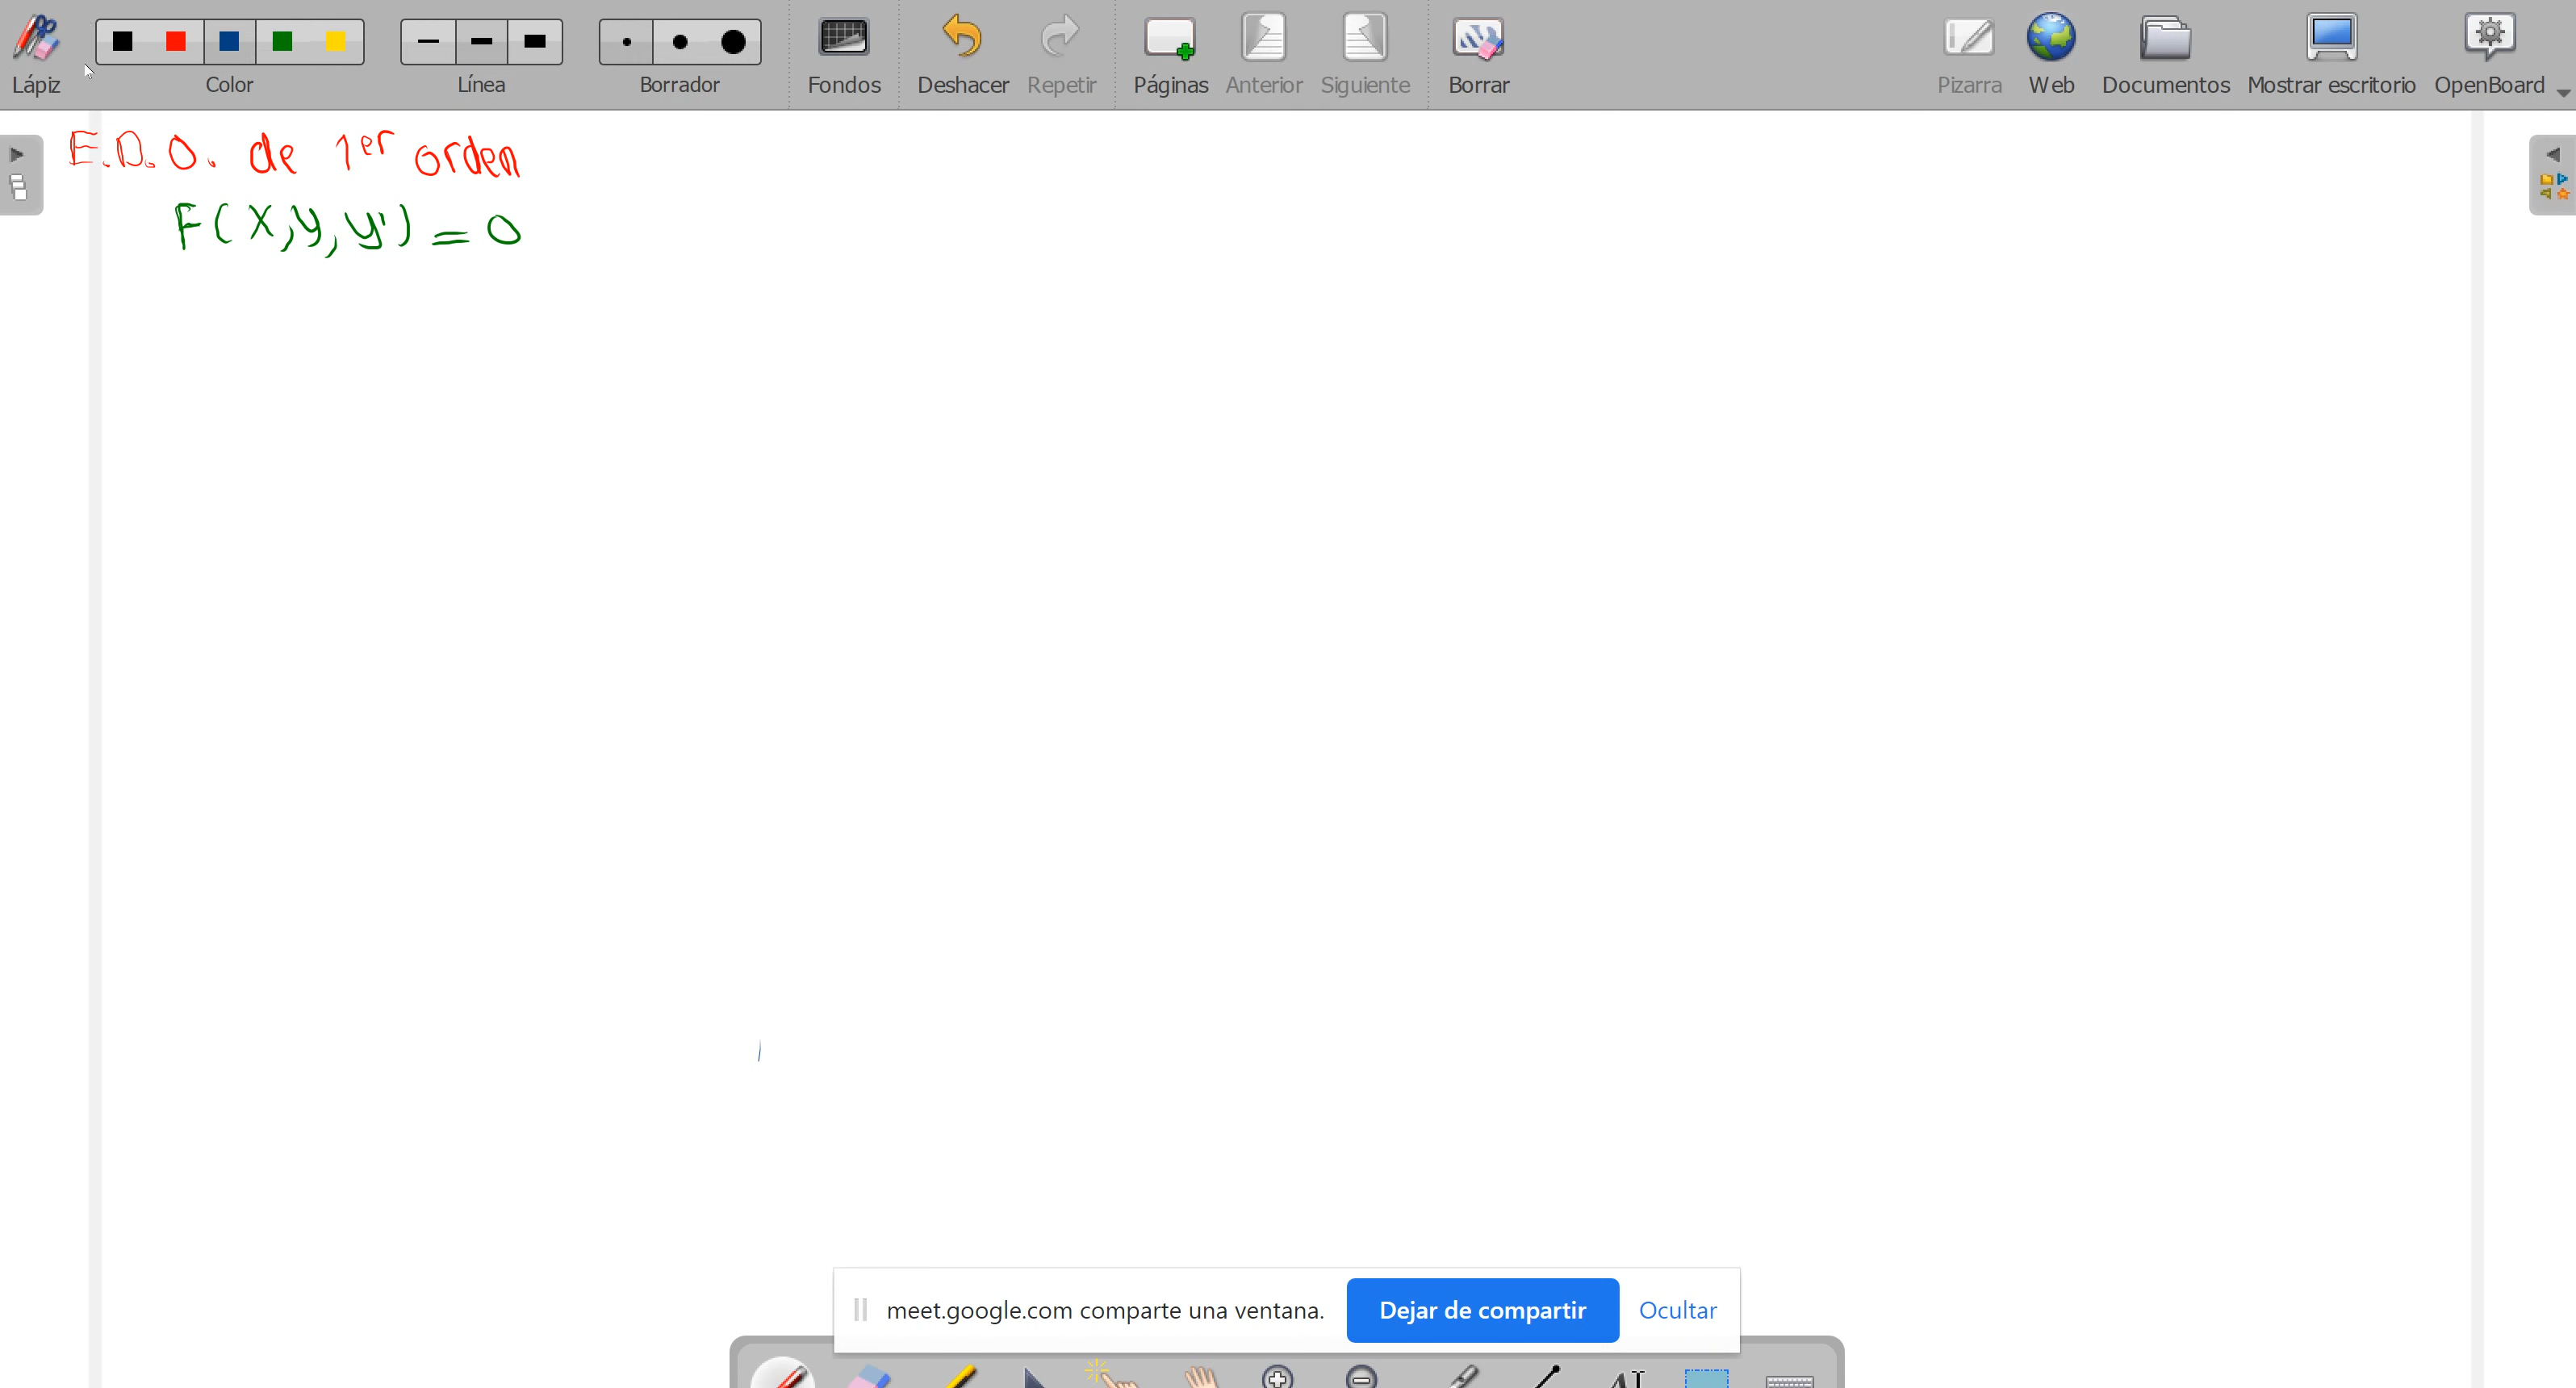 Lápiz Color Línea Borrador Fondos Deshacer Repetir Páginas Anterior Siguiente Borrar Pizarra Web Documentos Mostrar escritorio OpenBoard
E.D.O. de 1er orden
F(x,y,y') = 0
meet.google.com comparte una ventana. Dejar de compartir Ocultar